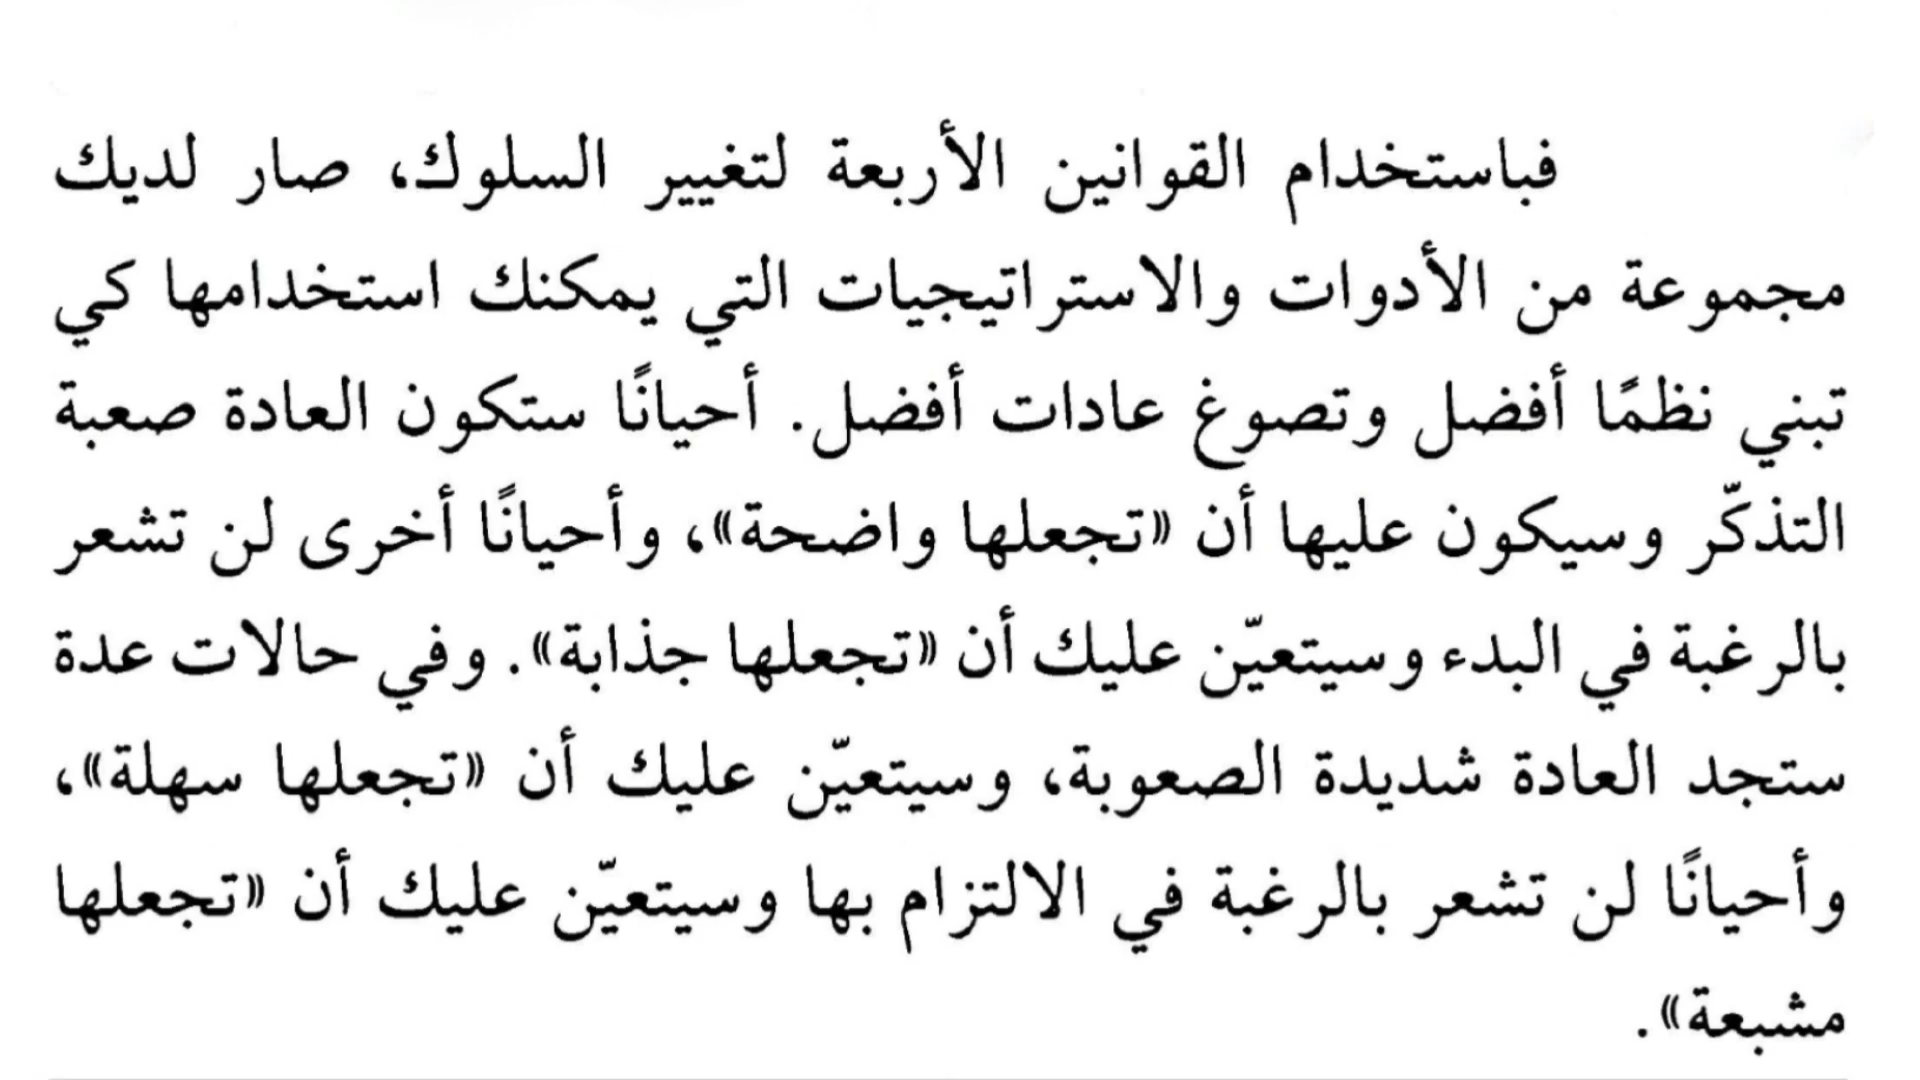 فباستخدام القوانين الأربعة لتغيير السلوك، صار لديك
مجموعة من الأدوات والاستراتيجيات التي يمكنك استخدامها كي
تبني نظمًا أفضل وتصوغ عادات أفضل. أحيانًا ستكون العادة صعبة
التذكّر وسيكون عليها أن «تجعلها واضحة»، وأحيانًا أخرى لن تشعر
بالرغبة في البدء وسيتعيّن عليك أن «تجعلها جذابة». وفي حالات عدة
ستجد العادة شديدة الصعوبة، وسيتعيّن عليك أن «تجعلها سهلة»،
وأحيانًا لن تشعر بالرغبة في الالتزام بها وسيتعيّن عليك أن «تجعلها
مشبعة».